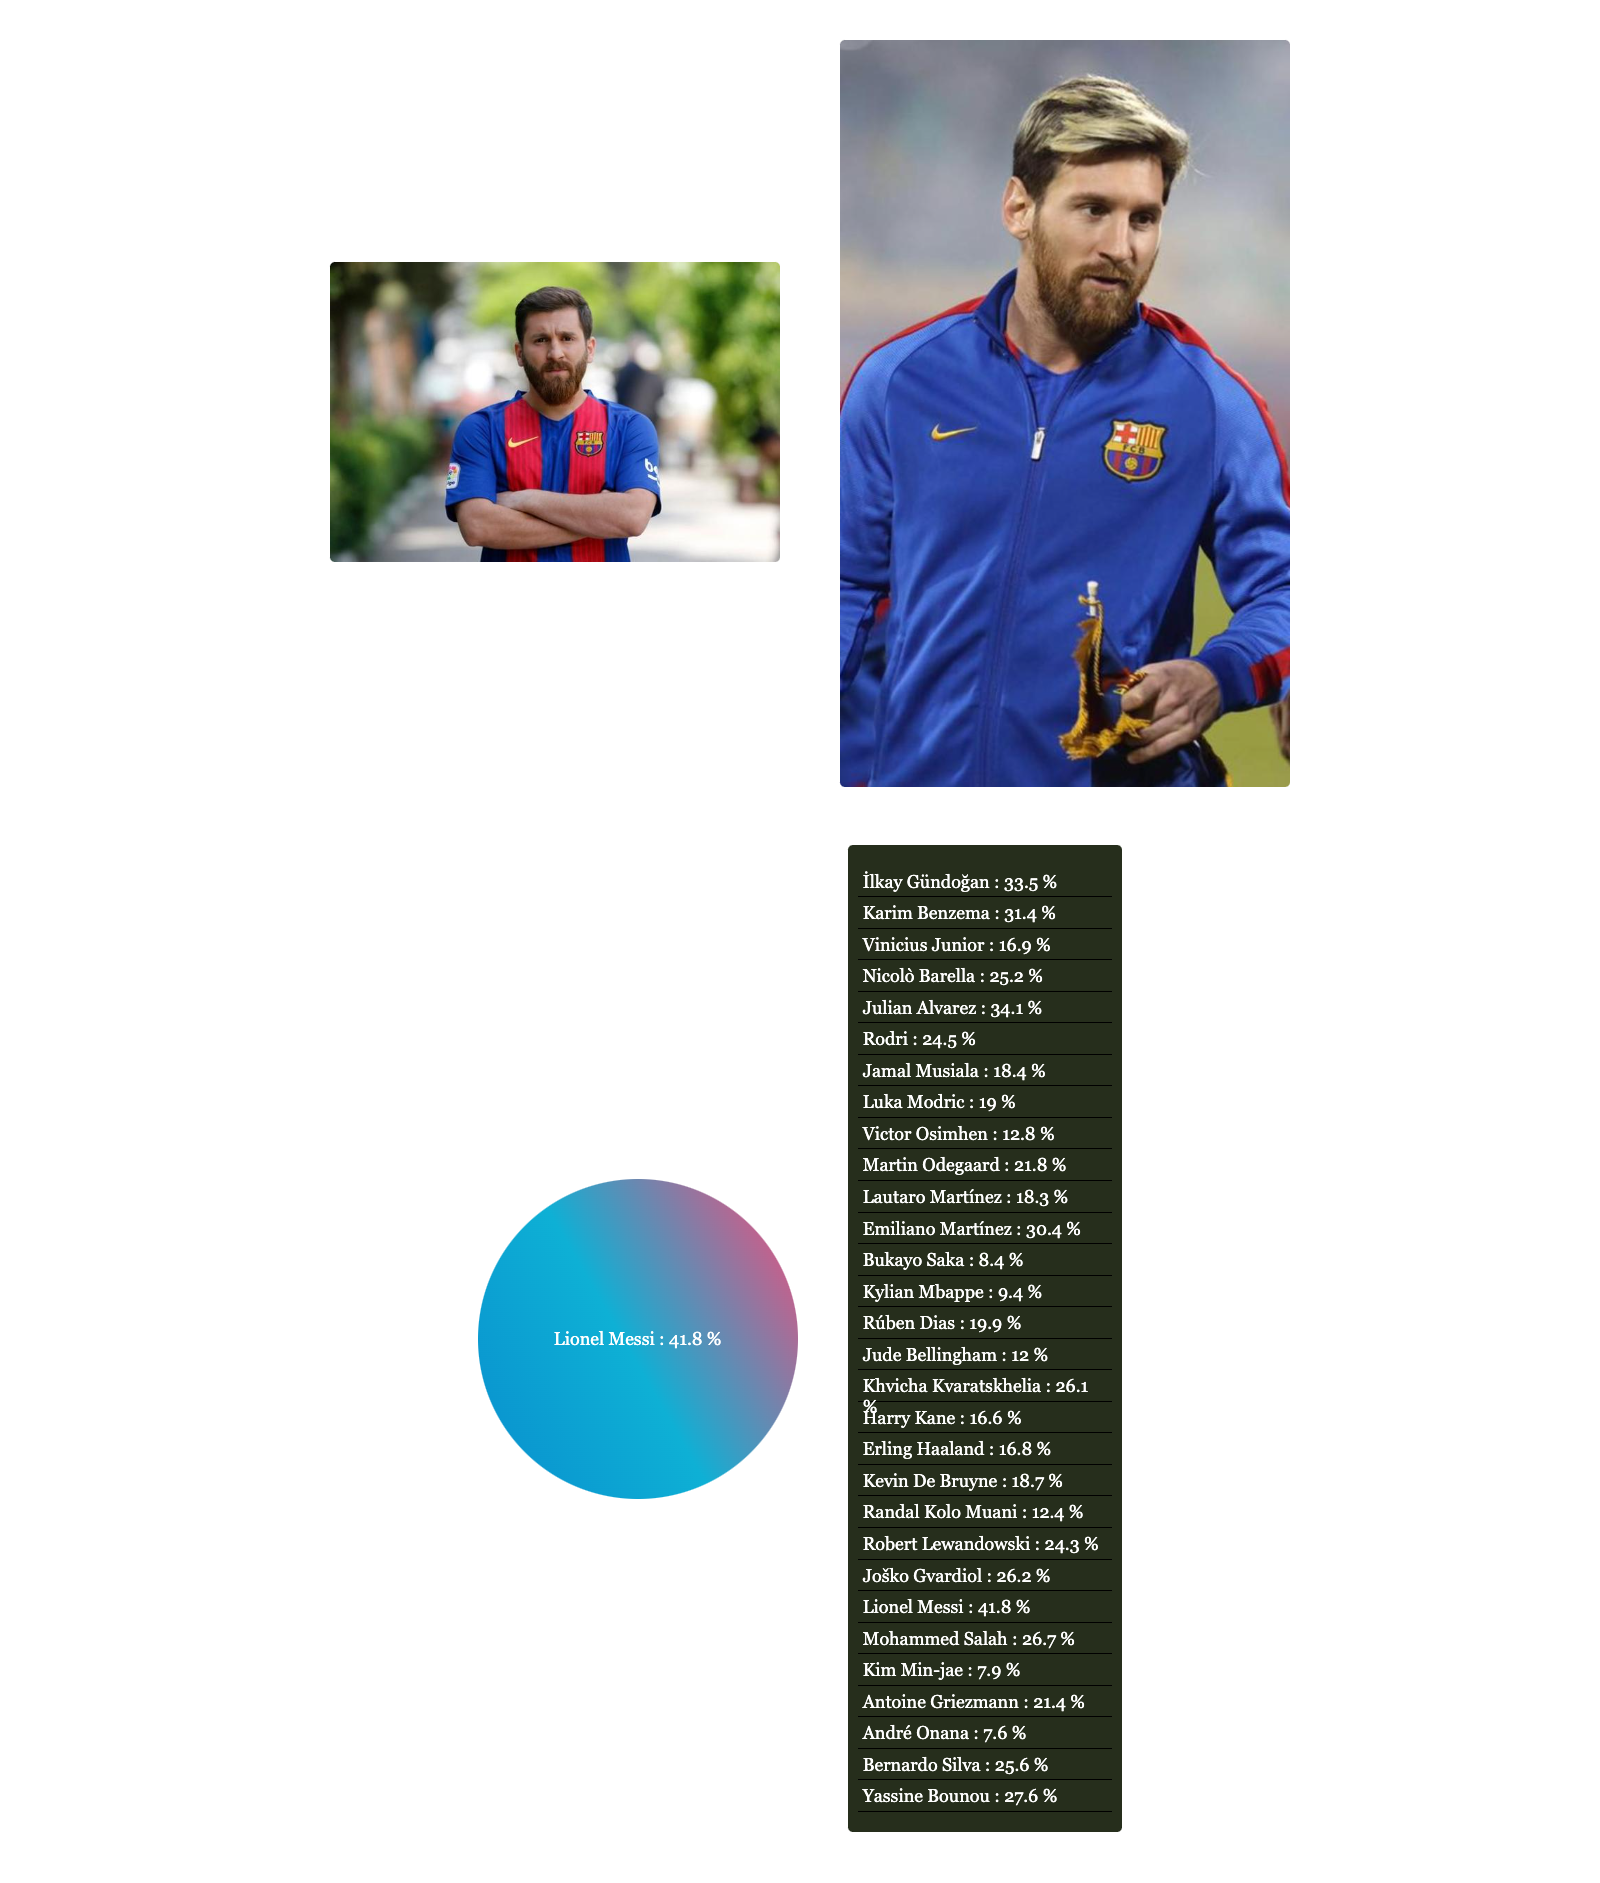 FCB
Lionel Messi : 41.8 %
İlkay Gündoğan : 33.5 %
Karim Benzema : 31.4 %
Vinicius Junior : 16.9 %
Nicolò Barella : 25.2 %
Julian Alvarez : 34.1 %
Rodri : 24.5 %
Jamal Musiala : 18.4 %
Luka Modric : 19 %
Victor Osimhen : 12.8 %
Martin Odegaard : 21.8 %
Lautaro Martínez : 18.3 %
Emiliano Martínez : 30.4 %
Bukayo Saka : 8.4 %
Kylian Mbappe : 9.4 %
Rúben Dias : 19.9 %
Jude Bellingham : 12 %
Khvicha Kvaratskhelia : 26.1
%
Harry Kane : 16.6 %
Erling Haaland : 16.8 %
Kevin De Bruyne : 18.7 %
Randal Kolo Muani : 12.4 %
Robert Lewandowski : 24.3 %
Joško Gvardiol : 26.2 %
Lionel Messi : 41.8 %
Mohammed Salah : 26.7 %
Kim Min-jae : 7.9 %
Antoine Griezmann : 21.4 %
André Onana : 7.6 %
Bernardo Silva : 25.6 %
Yassine Bounou : 27.6 %